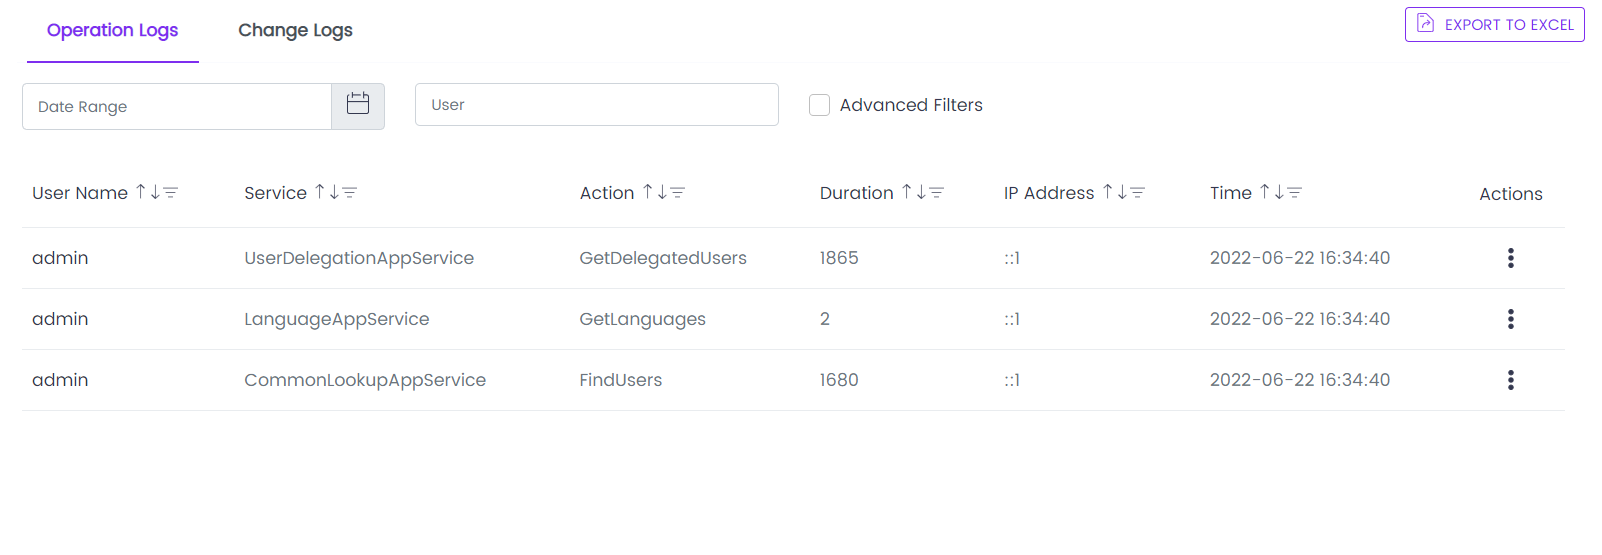 Operation Logs Change Logs EXPORT TO EXCEL
Date Range User Advanced Filters
User Name Service Action Duration IP Address Time Actions
admin UserDelegationAppService GetDelegatedUsers 1865 ::1 2022-06-22 16:34:40
admin LanguageAppService GetLanguages 2 ::1 2022-06-22 16:34:40
admin CommonLookupAppService FindUsers 1680 ::1 2022-06-22 16:34:40